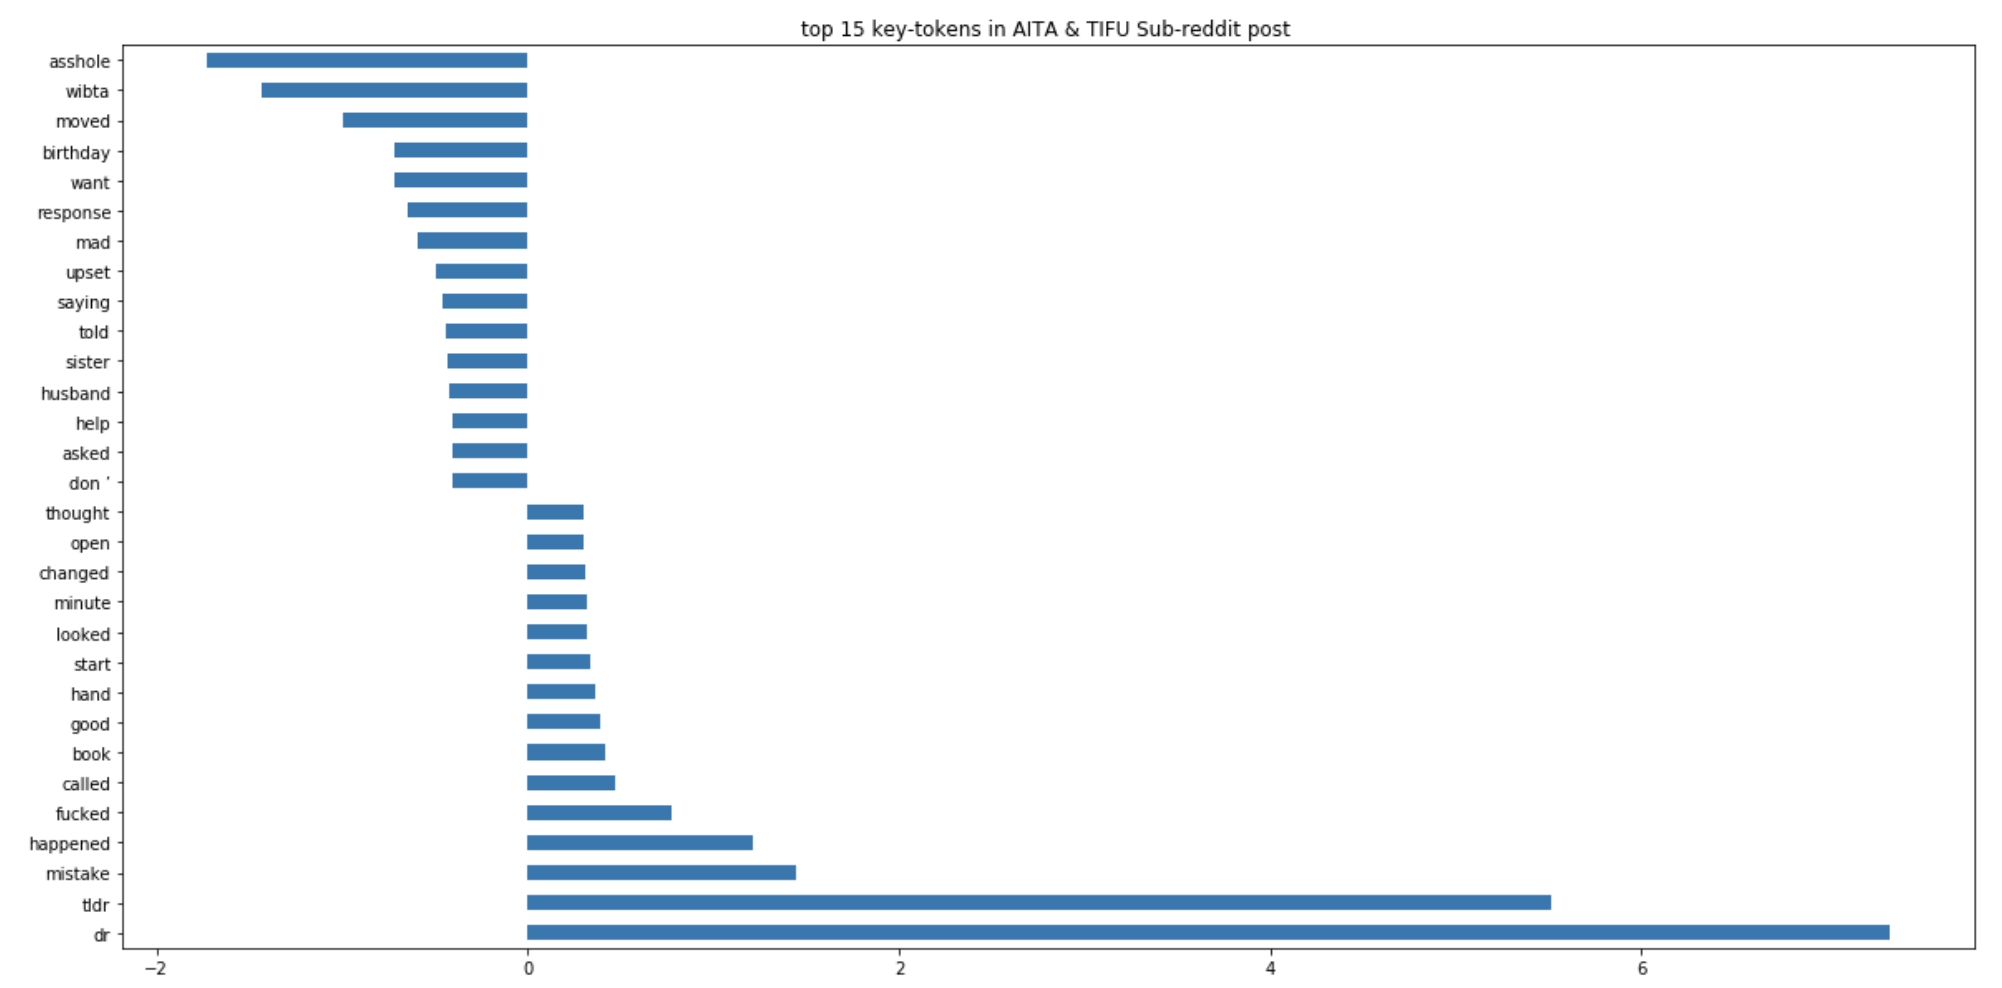 top 15 key-tokens in AITA & TIFU Sub-reddit post
asshole
wibta
moved
birthday
want
response
mad
upset
saying
told
sister
husband
help
asked
don ’
thought
open
changed
minute
looked
start
hand
good
book
called
fucked
happened
mistake
tldr
dr
−2 0 2 4 6